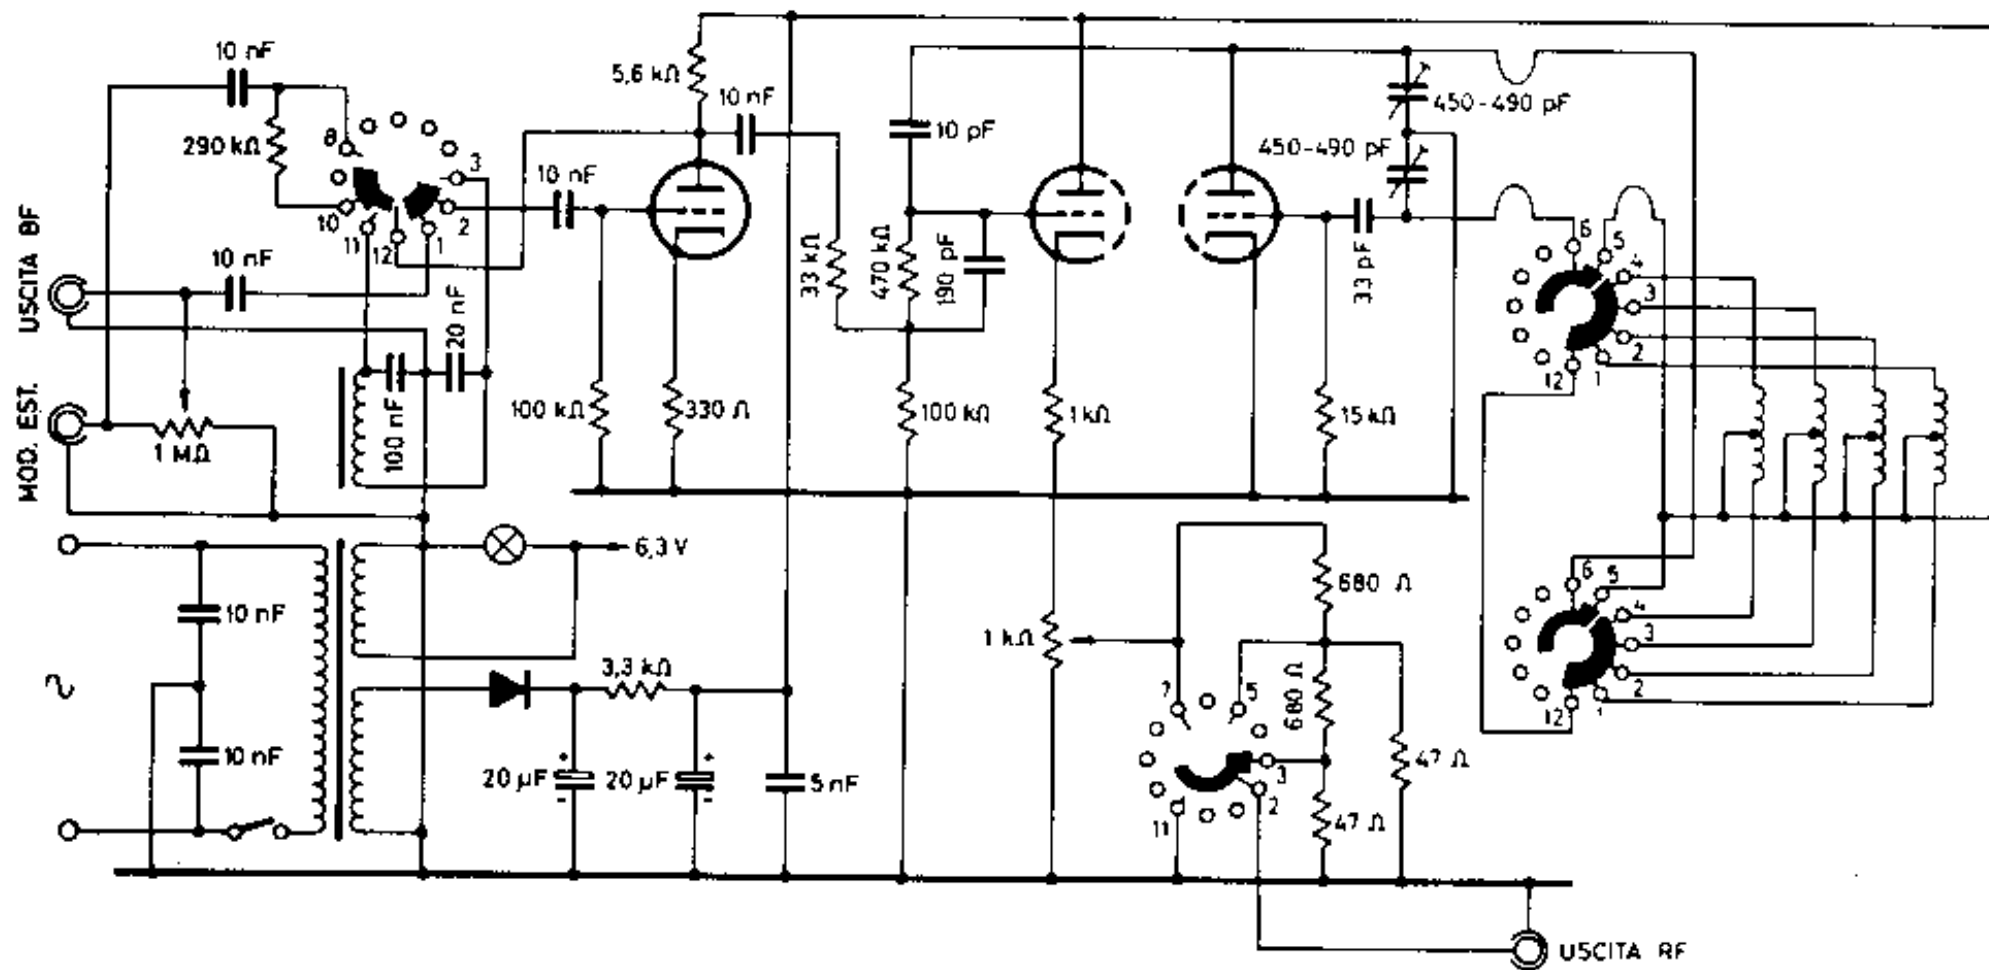 10 nF
5,6 kΩ
10 nF
450-490 pF
290 kΩ
8
3
10 pF
450-490 pF
10 nF
10
11
12
1
2
USCITA BF
10 nF
33 kΩ
470 kΩ
190 pF
33 pF
6
5
4
3
2
1
12
20 nF
100 nF
MOD. EST.
1 MΩ
100 kΩ
330 Ω
100 kΩ
1 kΩ
15 kΩ
6,3 V
10 nF
680 Ω
6
5
4
3
2
1
12
1 kΩ
3,3 kΩ
7
5
680 Ω
10 nF
20 µF
+
-
20 µF
+
-
5 nF
3
2
11
47 Ω
47 Ω
USCITA RF